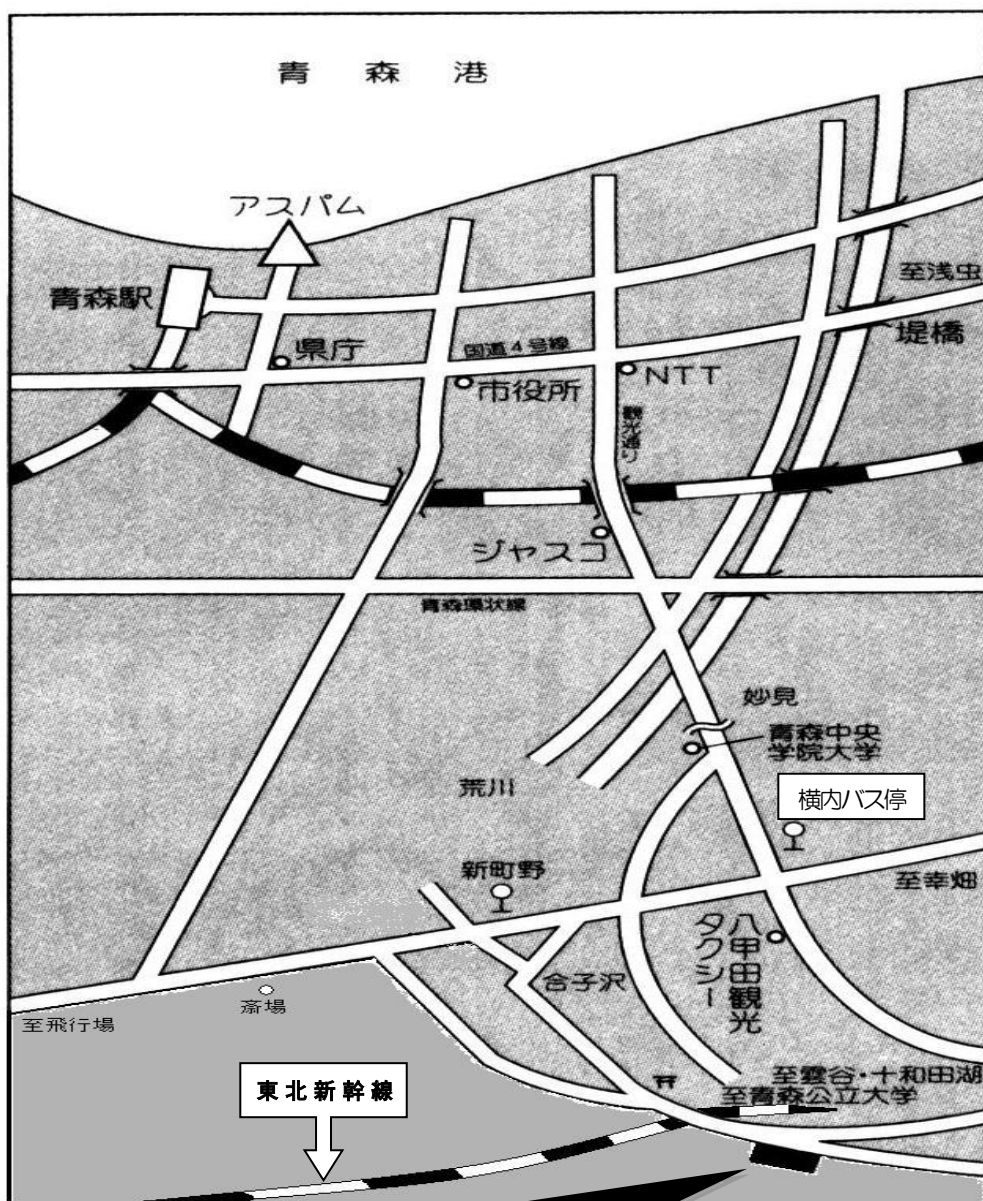 青森港
アスパム
青森駅
至浅虫
県庁
国道4号線
堤橋
市役所
NTT
観光通り
ジャスコ
青森環状線
妙見
青森中央
学院大学
荒川
横内バス停
新町野
至幸畑
八甲田観光
タクシー
合子沢
斎場
至飛行場
東北新幹線
至雲谷・十和田湖
至青森公立大学